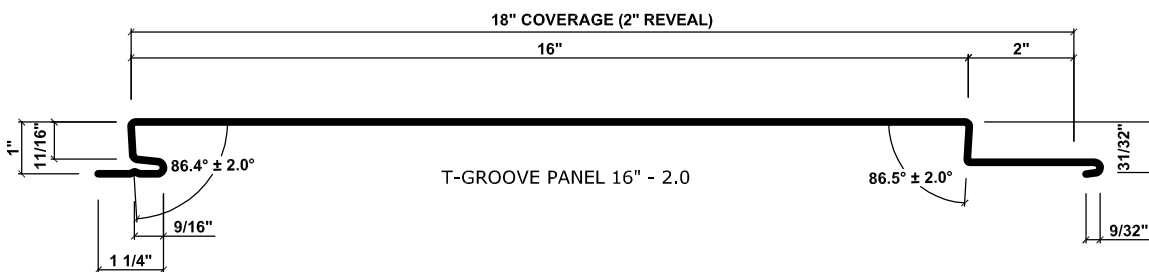 18" COVERAGE (2" REVEAL)
16"
2"
1"
11/16"
86.4° ± 2.0°
T-GROOVE PANEL 16" - 2.0
86.5° ± 2.0°
31/32"
9/16"
9/32"
1 1/4"